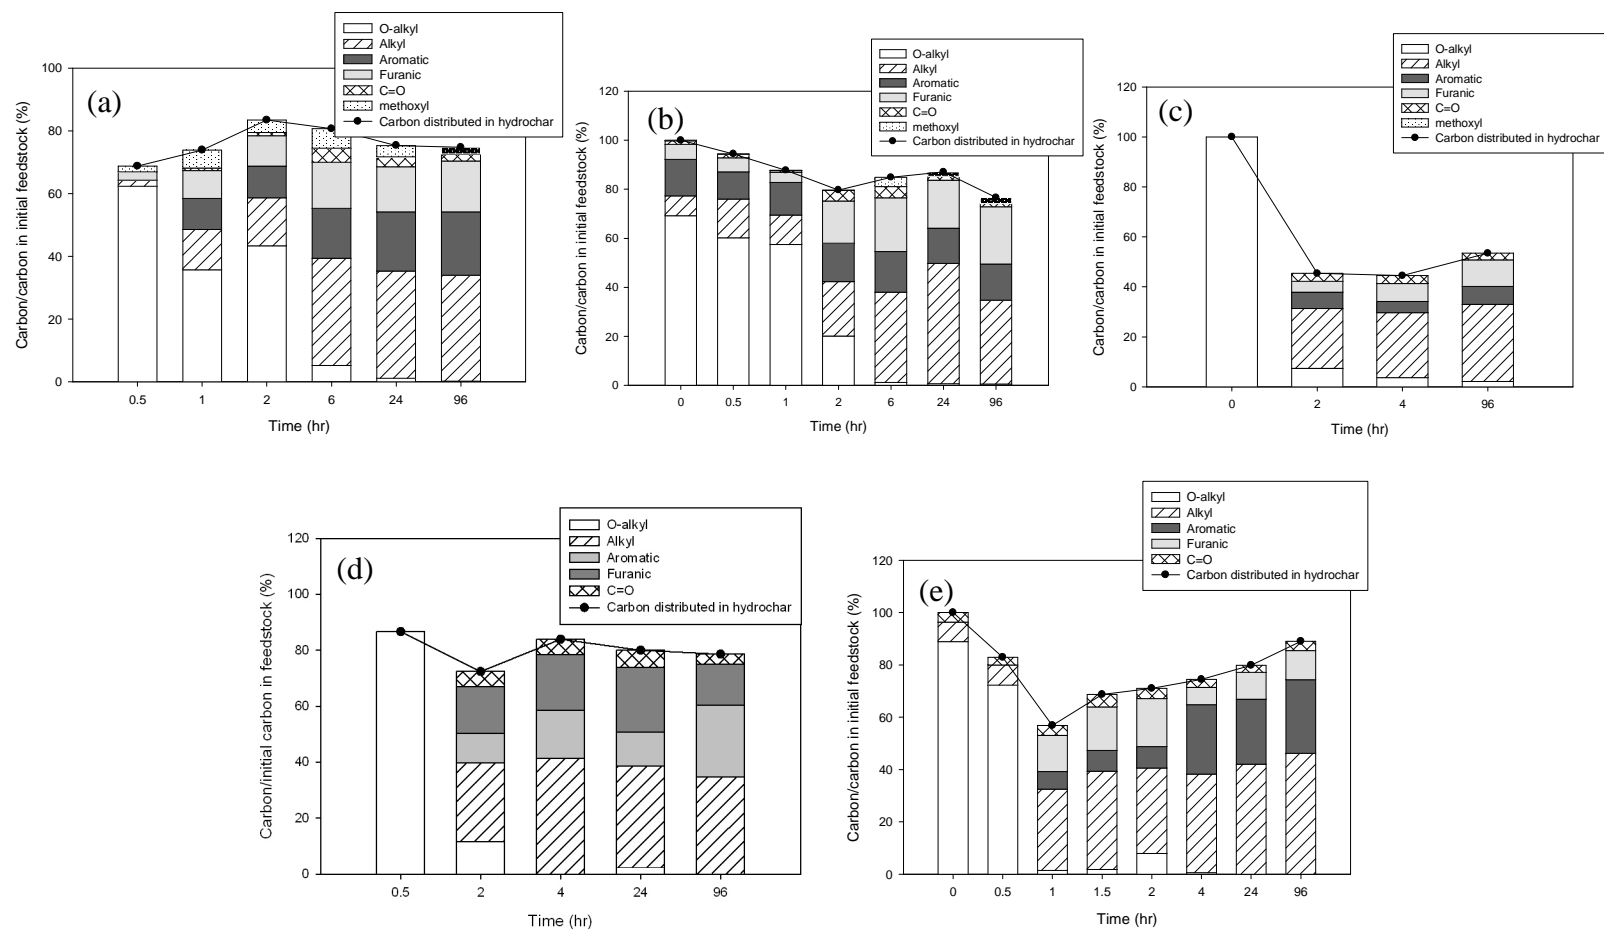 O-alkyl
Alkyl
Aromatic
Furanic
C=O
methoxyl
Carbon distributed in hydrochar
(a)
Carbon/carbon in initial feedstock (%)
100
80
60
40
20
0
0.5 1 2 6 24 96
Time (hr)
O-alkyl
Alkyl
Aromatic
Furanic
C=O
methoxyl
Carbon distributed in hydrochar
(b)
Carbon/carbon in initial feedstock (%)
120
100
80
60
40
20
0
0 0.5 1 2 6 24 96
Time (hr)
O-alkyl
Alkyl
Aromatic
Furanic
C=O
methoxyl
Carbon distributed in hydrochar
(c)
Carbon/carbon in initial feedstock (%)
120
100
80
60
40
20
0
0 2 4 96
Time (hr)
O-alkyl
Alkyl
Aromatic
Furanic
C=O
Carbon distributed in hydrochar
(d)
Carbon/initial carbon in feedstock (%)
120
100
80
60
40
20
0
0.5 2 4 24 96
Time (hr)
O-alkyl
Alkyl
Aromatic
Furanic
C=O
Carbon distributed in hydrochar
(e)
Carbon/carbon in initial feedstock (%)
120
100
80
60
40
20
0
0 0.5 1 1.5 2 4 24 96
Time (hr)